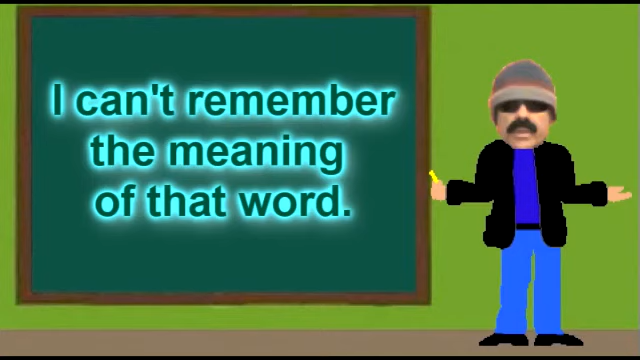 I can't remember
the meaning
of that word.